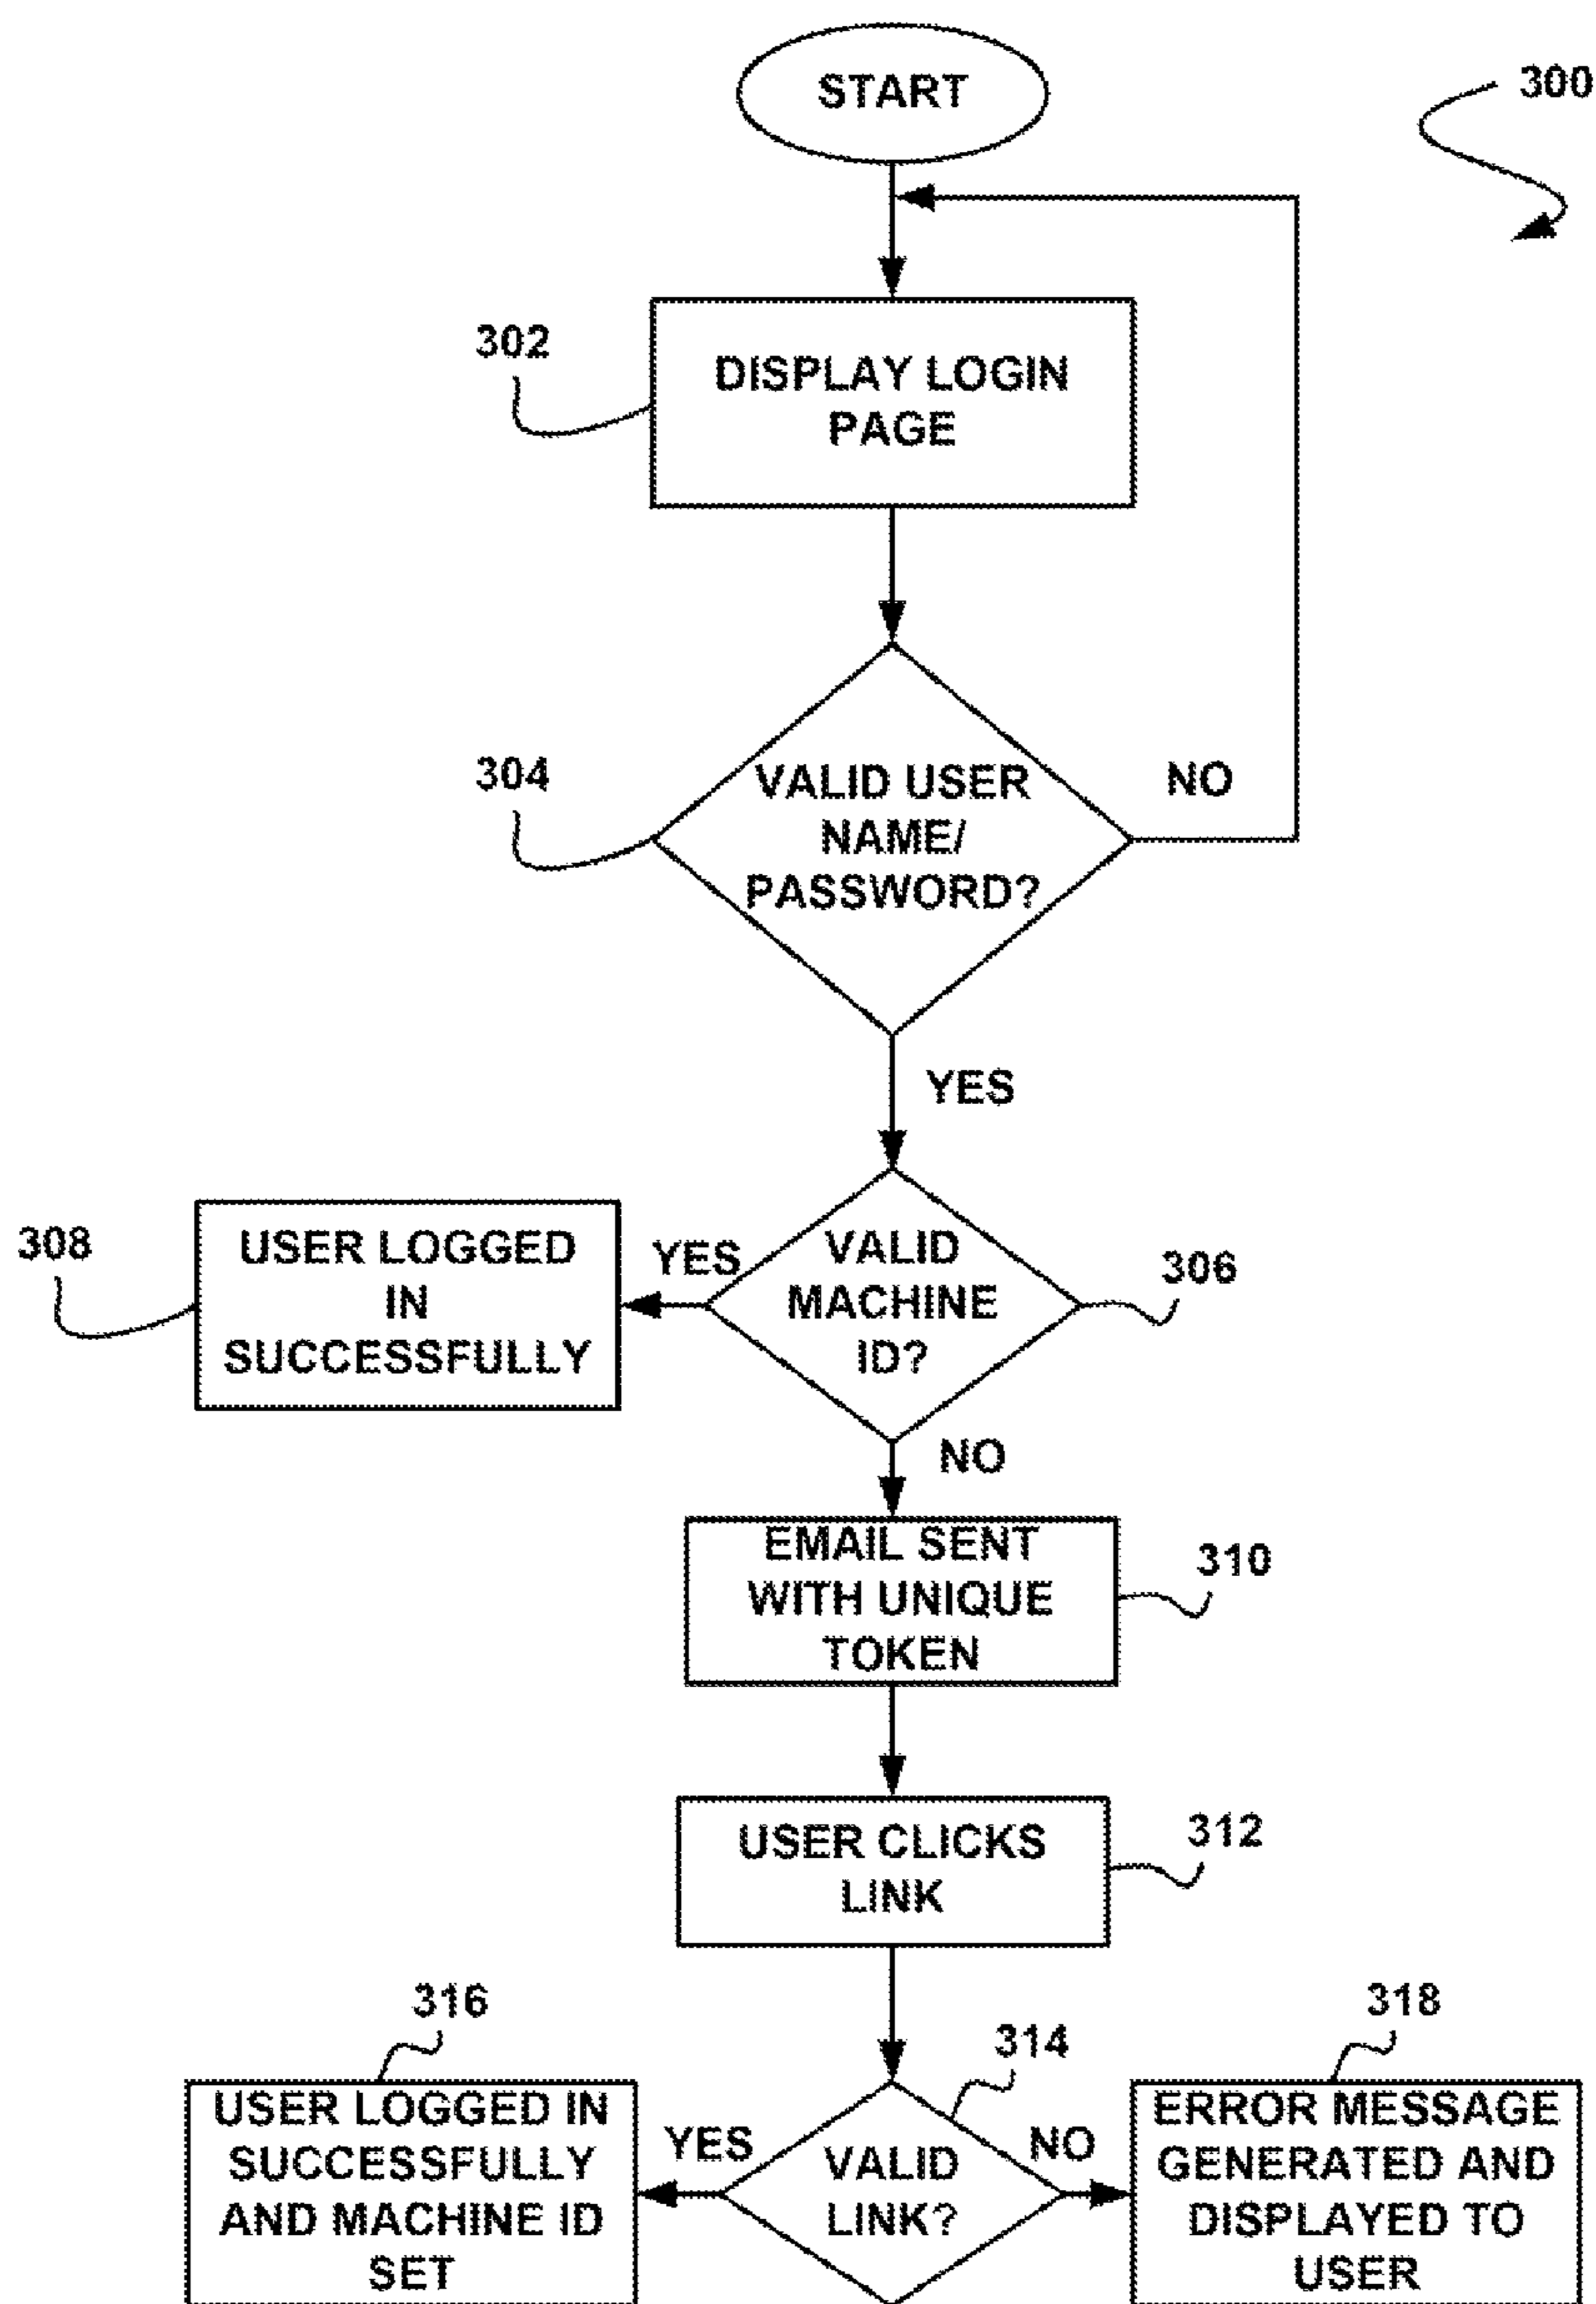 START
300
302
DISPLAY LOGIN
PAGE
304
VALID USER
NAME/
PASSWORD?
NO
YES
308
USER LOGGED
IN
SUCCESSFULLY
YES
VALID
MACHINE
ID?
306
NO
EMAIL SENT
WITH UNIQUE
TOKEN
310
USER CLICKS
LINK
312
316
314
318
USER LOGGED IN
SUCCESSFULLY
AND MACHINE ID
SET
YES
VALID
LINK?
NO
ERROR MESSAGE
GENERATED AND
DISPLAYED TO
USER